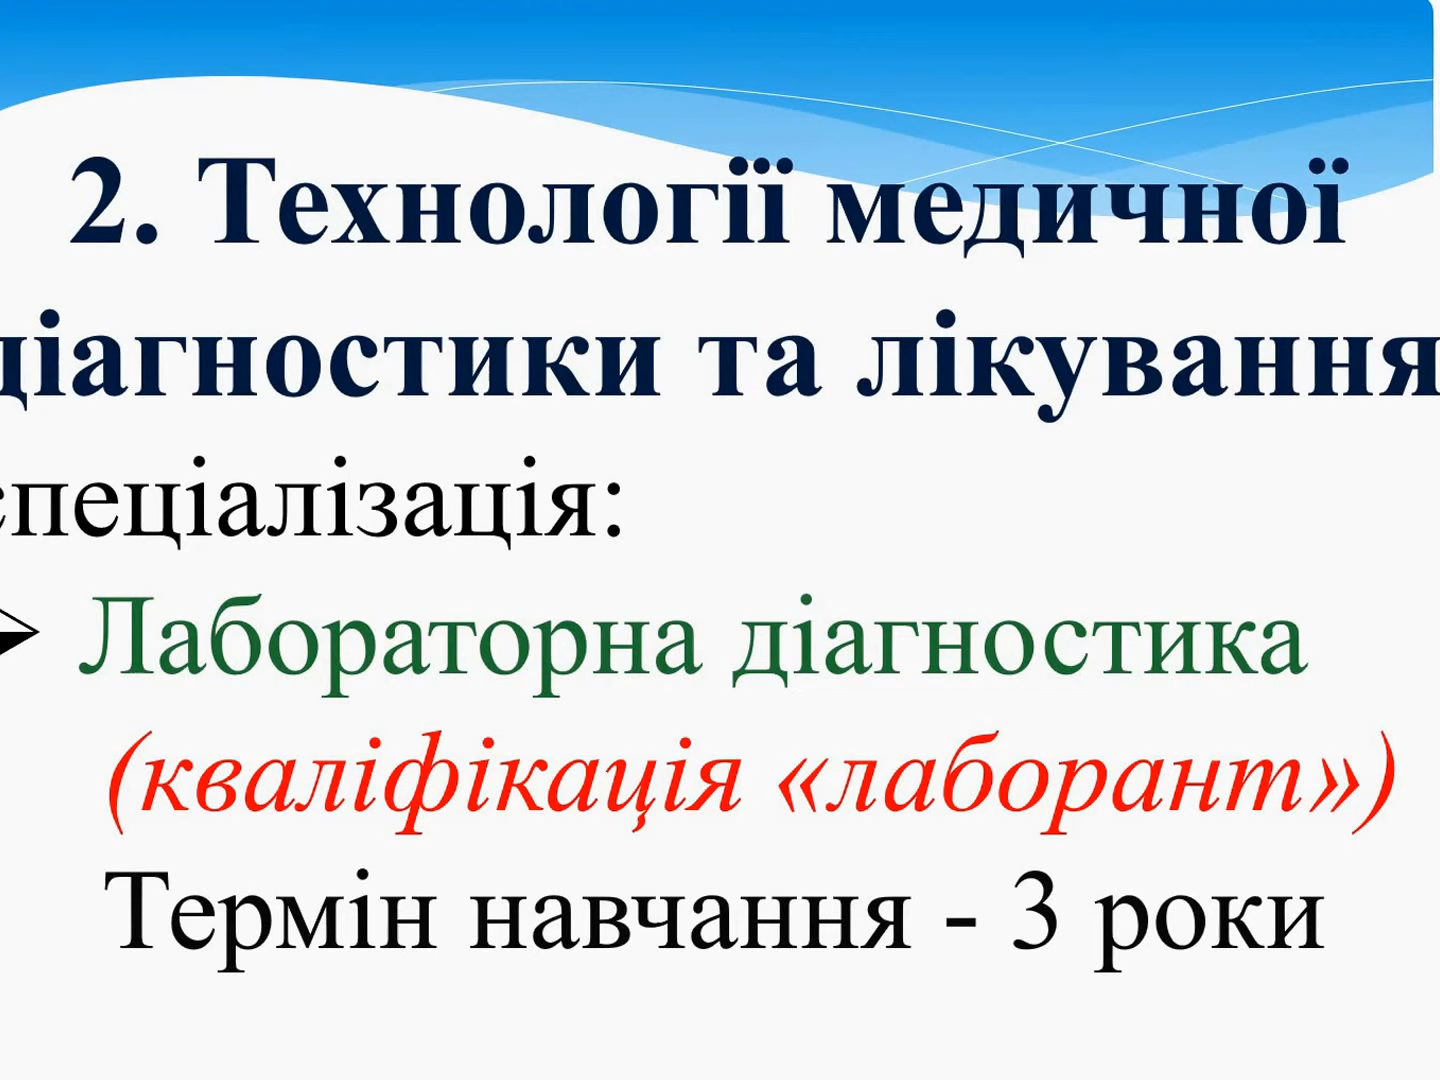 2. Технології медичної
діагностики та лікування
спеціалізація:
Лабораторна діагностика
(кваліфікація «лаборант»)
Термін навчання - 3 роки